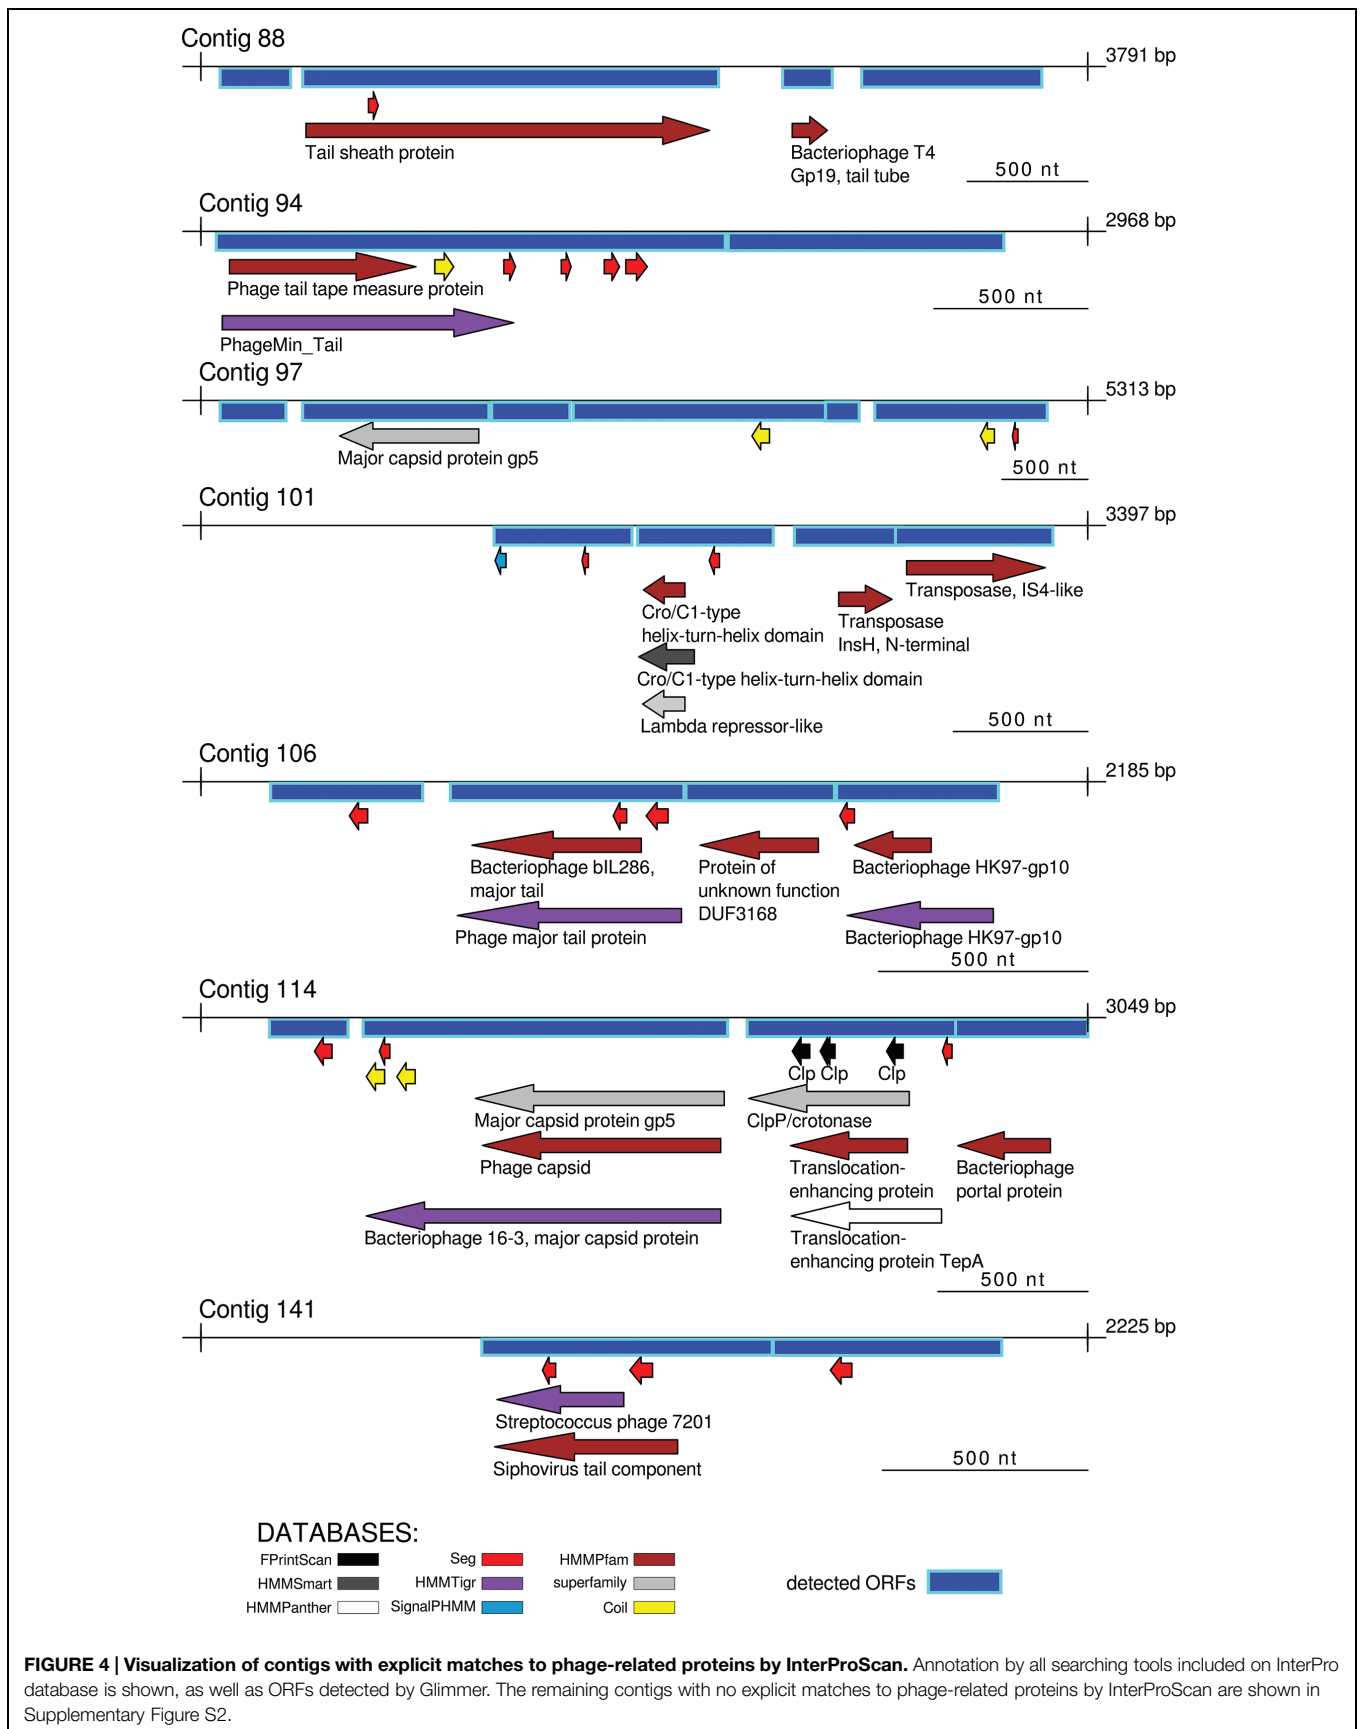 Contig 88
3791 bp
Tail sheath protein
Bacteriophage T4
Gp19, tail tube
500 nt
Contig 94
2968 bp
Phage tail tape measure protein
500 nt
PhageMin_Tail
Contig 97
5313 bp
Major capsid protein gp5
500 nt
Contig 101
3397 bp
Transposase, IS4-like
Cro/C1-type
helix-turn-helix domain
Transposase
InsH, N-terminal
Cro/C1-type helix-turn-helix domain
Lambda repressor-like
500 nt
Contig 106
2185 bp
Bacteriophage bIL286,
major tail
Protein of
unknown function
DUF3168
Bacteriophage HK97-gp10
Phage major tail protein
Bacteriophage HK97-gp10
500 nt
Contig 114
3049 bp
Clp Clp Clp
Major capsid protein gp5
ClpP/crotonase
Phage capsid
Translocation-
enhancing protein
Bacteriophage
portal protein
Bacteriophage 16-3, major capsid protein
Translocation-
enhancing protein TepA
500 nt
Contig 141
2225 bp
Streptococcus phage 7201
Siphovirus tail component
500 nt
DATABASES:
FPrintScan Seg HMMPfam
HMMSmart HMMTigr superfamily
HMMPanther SignalPHMM Coil
detected ORFs
FIGURE 4 | Visualization of contigs with explicit matches to phage-related proteins by InterProScan. Annotation by all searching tools included on InterPro
database is shown, as well as ORFs detected by Glimmer. The remaining contigs with no explicit matches to phage-related proteins by InterProScan are shown in
Supplementary Figure S2.